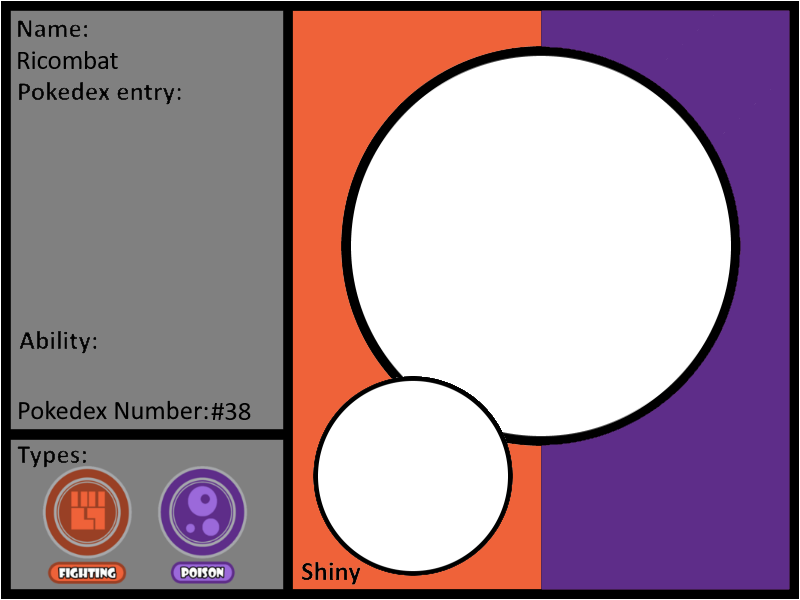 Name:
Ricombat
Pokedex entry:
Ability:
Pokedex Number:#38
Types:
FIGHTING
POISON
Shiny